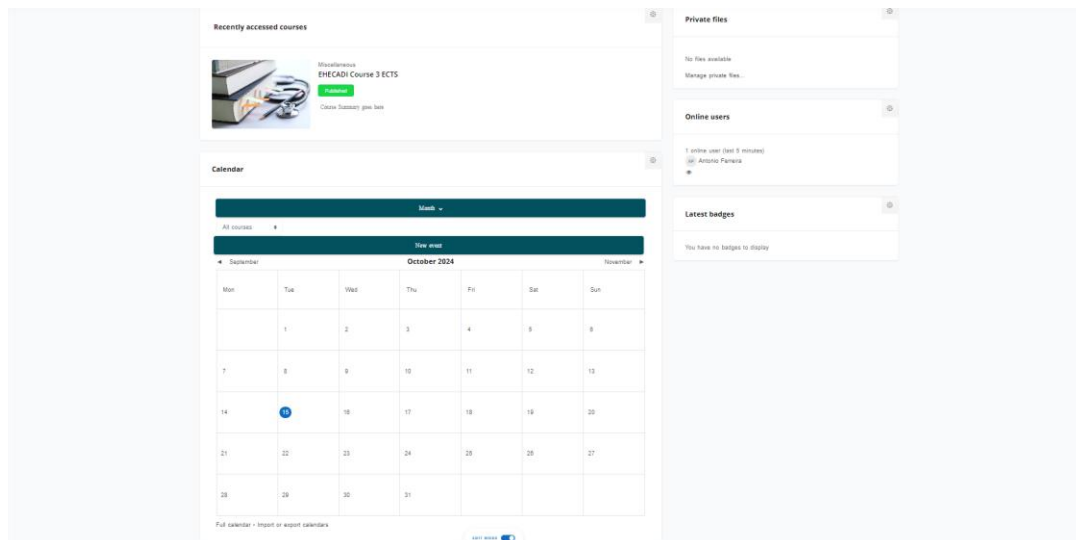 Recently accessed courses
Miscellaneous
EHECADI Course 3 ECTS
Published
Course Summary goes here
Calendar
Month
All courses
New event
◄ September
October 2024
November ►
Mon Tue Wed Thu Fri Sat Sun
1 2 3 4 5 6
7 8 9 10 11 12 13
14 15 16 17 18 19 20
21 22 23 24 25 26 27
28 29 30 31
Full calendar • Import or export calendars
Private files
No files available
Manage private files...
Online users
1 online user (last 5 minutes)
Antonio Ferreira
Latest badges
You have no badges to display